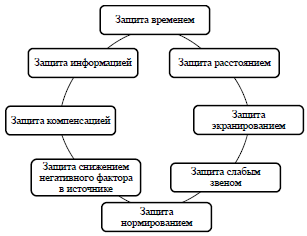 Защита временем
Защита информацией
Защита расстоянием
Защита компенсацией
Защита
экранированием
Защита снижением
негативного фактора
в источнике
Защита слабым
звеном
Защита
нормированием